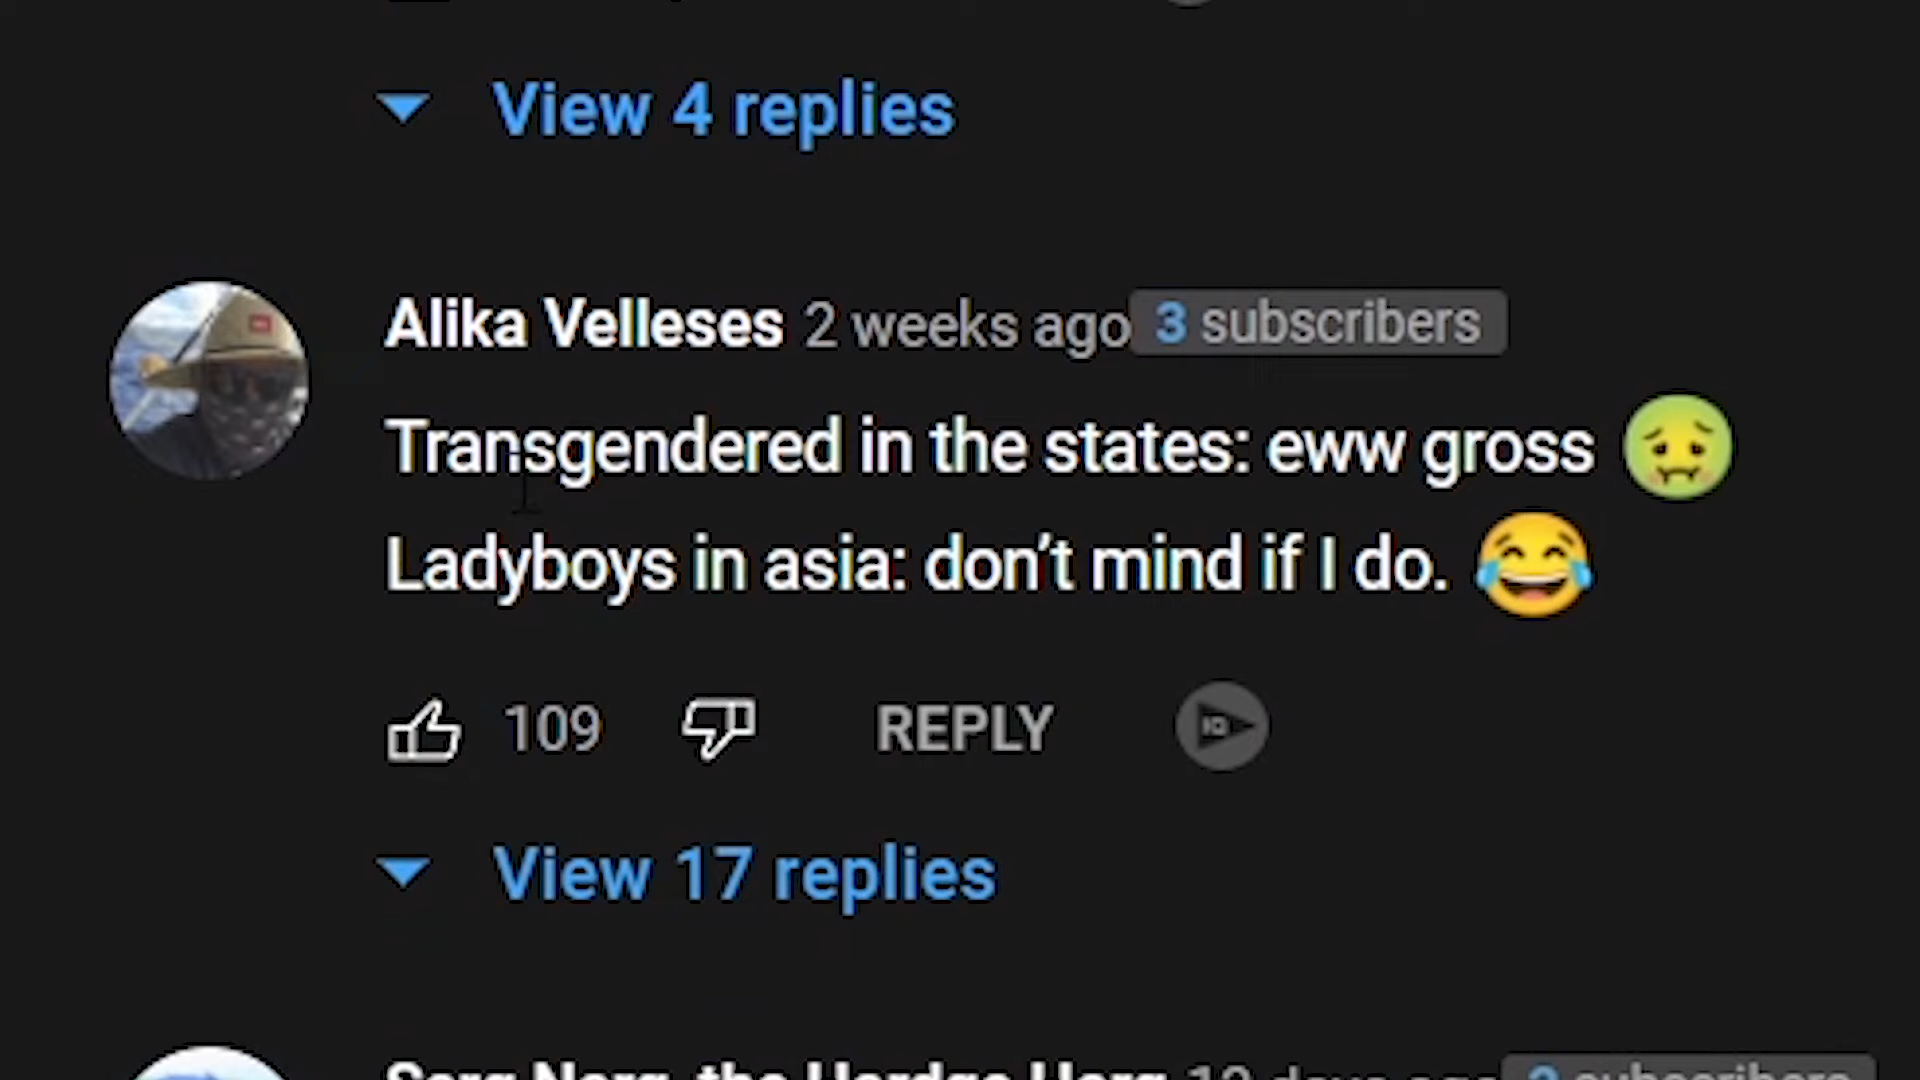 View 4 replies
Alika Velleses 2 weeks ago 3 subscribers
Transgendered in the states: eww gross 🤢
Ladyboys in asia: don't mind if I do. 😂
109 REPLY
View 17 replies